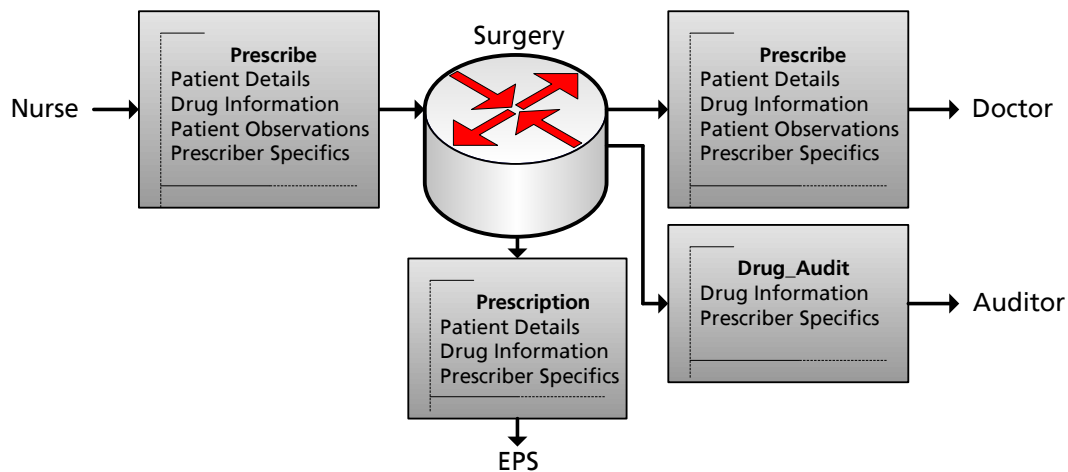 Nurse
Prescribe
Patient Details
Drug Information
Patient Observations
Prescriber Specifics
Surgery
Prescribe
Patient Details
Drug Information
Patient Observations
Prescriber Specifics
Doctor
Drug_Audit
Drug Information
Prescriber Specifics
Auditor
Prescription
Patient Details
Drug Information
Prescriber Specifics
EPS